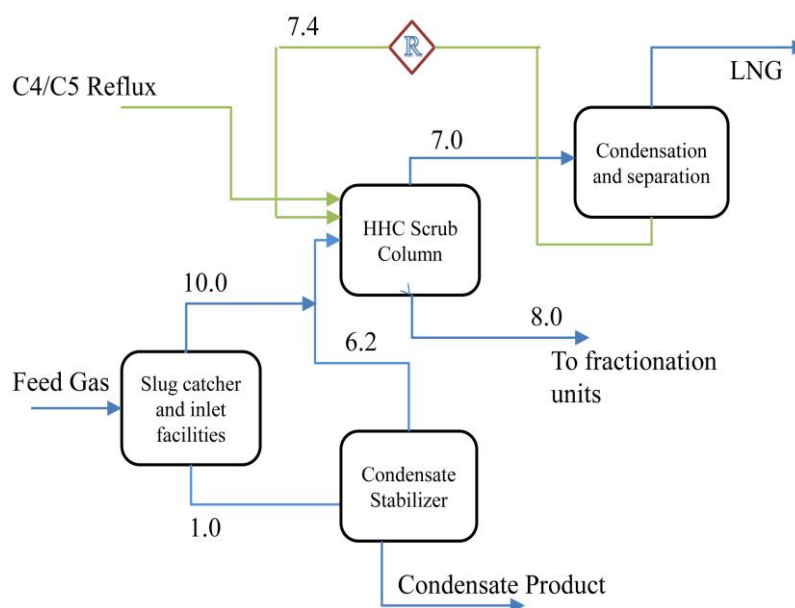 7.4
R
LNG
C4/C5 Reflux
7.0
Condensation
and separation
HHC Scrub
Column
10.0
8.0
To fractionation
units
6.2
Feed Gas
Slug catcher
and inlet
facilities
Condensate
Stabilizer
1.0
Condensate Product